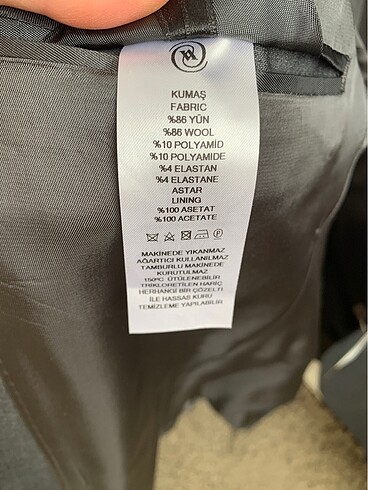 KUMAŞ
FABRIC
%86 YÜN
%86 WOOL
%10 POLYAMİD
%10 POLYAMIDE
%4 ELASTAN
%4 ELASTANE
ASTAR
LINING
%100 ASETAT
%100 ACETATE
MAKİNEDE YIKANMAZ
AĞARTICI KULLANILMAZ
TAMBURLU MAKİNEDE
KURUTULMAZ
150ºC ÜTÜLENEBİLİR
TRİKLORETİLEN HARİÇ
HERHANGİ BİR ÇÖZELTİ
İLE HASSAS KURU
TEMİZLEME YAPILABİLİR